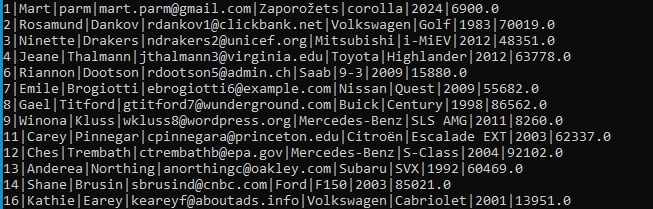 1|Mart|parm|mart.parm@gmail.com|Zaporožets|corolla|2024|6900.0
2|Rosamund|Dankov|rdankov1@clickbank.net|Volkswagen|Golf|1983|70019.0
3|Ninette|Drakers|ndrakers2@unicef.org|Mitsubishi|i-MiEV|2012|48351.0
4|Jeane|Thalmann|jthalmann3@virginia.edu|Toyota|Highlander|2012|63778.0
6|Riannon|Dootson|rdootson5@admin.ch|Saab|9-3|2009|15880.0
7|Emile|Brogiotti|ebrogiotti6@example.com|Nissan|Quest|2009|55682.0
8|Gael|Titford|gtitford7@wunderground.com|Buick|Century|1998|86562.0
9|Winona|Kluss|wkluss8@wordpress.org|Mercedes-Benz|SLS AMG|2011|8260.0
11|Carey|Pinnegar|cpinnegara@princeton.edu|Citroën|Escalade EXT|2003|62337.0
12|Ches|Trembath|ctrembathb@epa.gov|Mercedes-Benz|S-Class|2004|92102.0
13|Anderea|Northing|anorthingc@oakley.com|Subaru|SVX|1992|60469.0
14|Shane|Brusin|sbrusind@cnbc.com|Ford|F150|2003|85021.0
16|Kathie|Earey|keareyf@aboutads.info|Volkswagen|Cabriolet|2001|13951.0